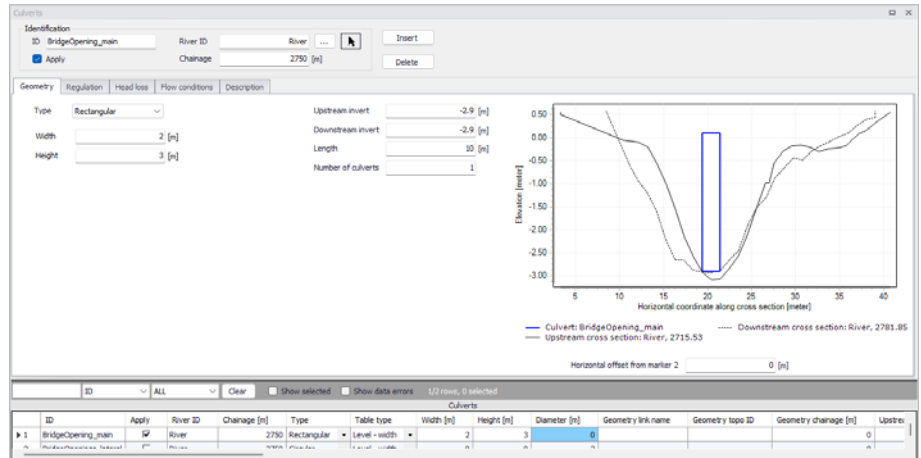 Culverts
Identification
ID BridgeOpening_main River ID River ... Insert
Apply Chainage 2750 [m] Delete
Geometry Regulation Head loss Flow conditions Description
Type Rectangular Upstream invert -2.9 [m]
Downstream invert -2.9 [m]
Width 2 [m]
Length 10 [m]
Height 3 [m]
Number of culverts 1
Elevation [meter]
0.50
0.00
-0.50
-1.00
-1.50
-2.00
-2.50
-3.00
5 10 15 20 25 30 35 40
Horizontal coordinate along cross section [meter]
Culvert: BridgeOpening_main Downstream cross section: River, 2781.85
Upstream cross section: River, 2715.53
Horizontal offset from marker 2 0 [m]
ID ALL Clear Show selected Show data errors 1/2 rows, 0 selected
Culverts
ID Apply River ID Chainage [m] Type Table type Width [m] Height [m] Diameter [m] Geometry link name Geometry topo ID Geometry chainage [m] Upstrea
1 BridgeOpening_main River 2750 Rectangular Level - width 2 3 0 0